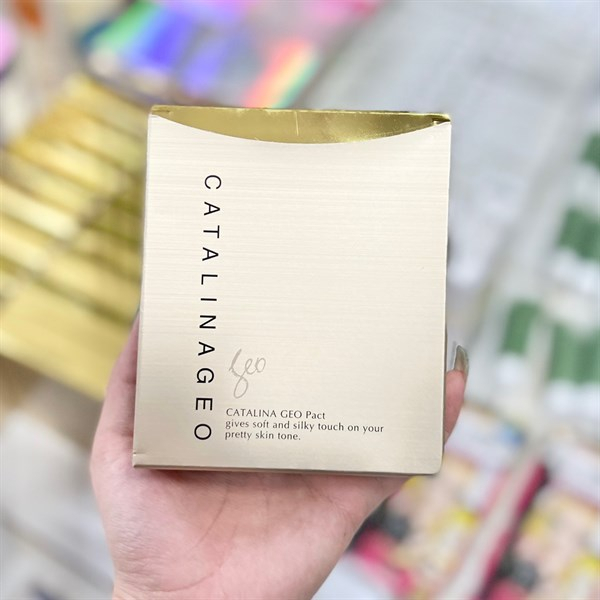 CATALINAGEO
Geo
CATALINA GEO Pact
gives soft and silky touch on your
pretty skin tone.